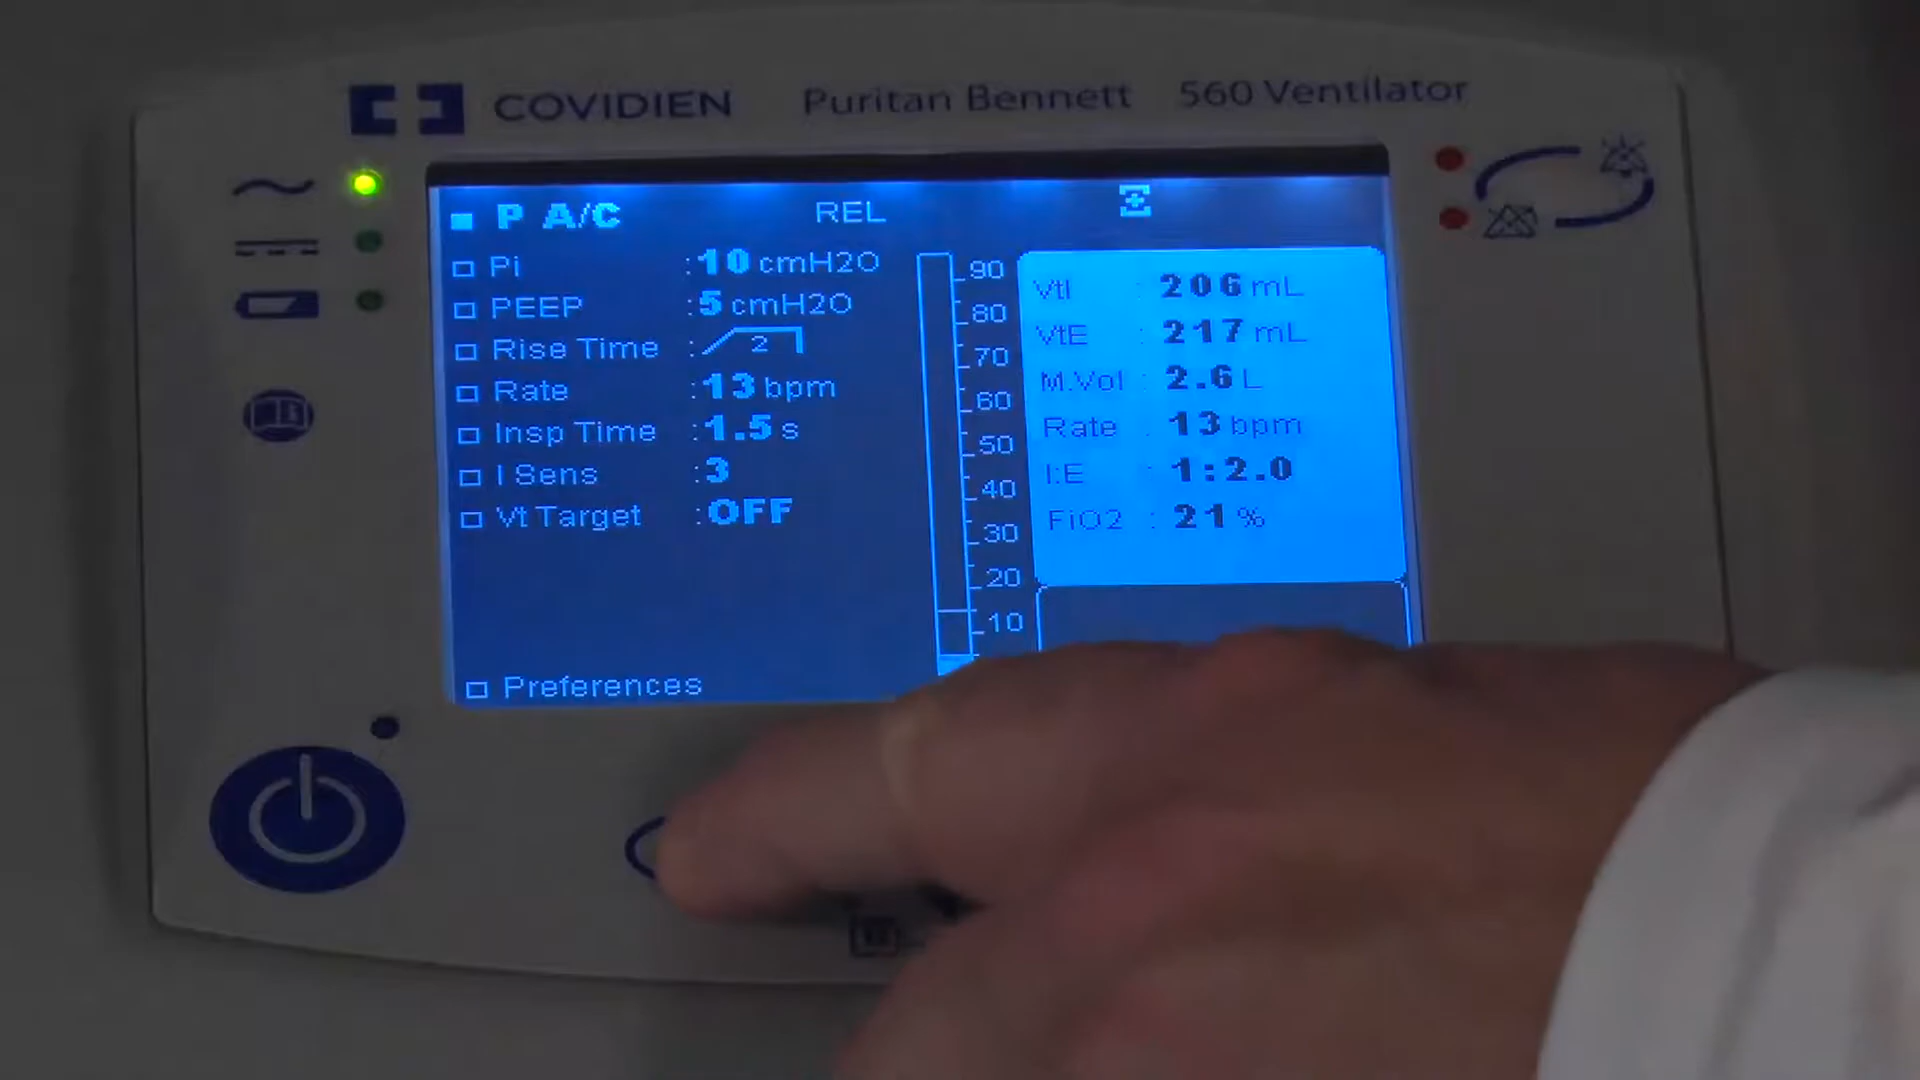 COVIDIEN Puritan Bennett 560 Ventilator
P A/C REL
Pi :10 cmH2O
PEEP :5 cmH2O
Rise Time : 2
Rate :13 bpm
Insp Time :1.5 s
I Sens :3
Vt Target :OFF
Preferences
90
80
70
60
50
40
30
20
10
VtI : 206 mL
VtE : 217 mL
M.Vol : 2.6 L
Rate : 13 bpm
I:E : 1:2.0
FiO2 : 21 %